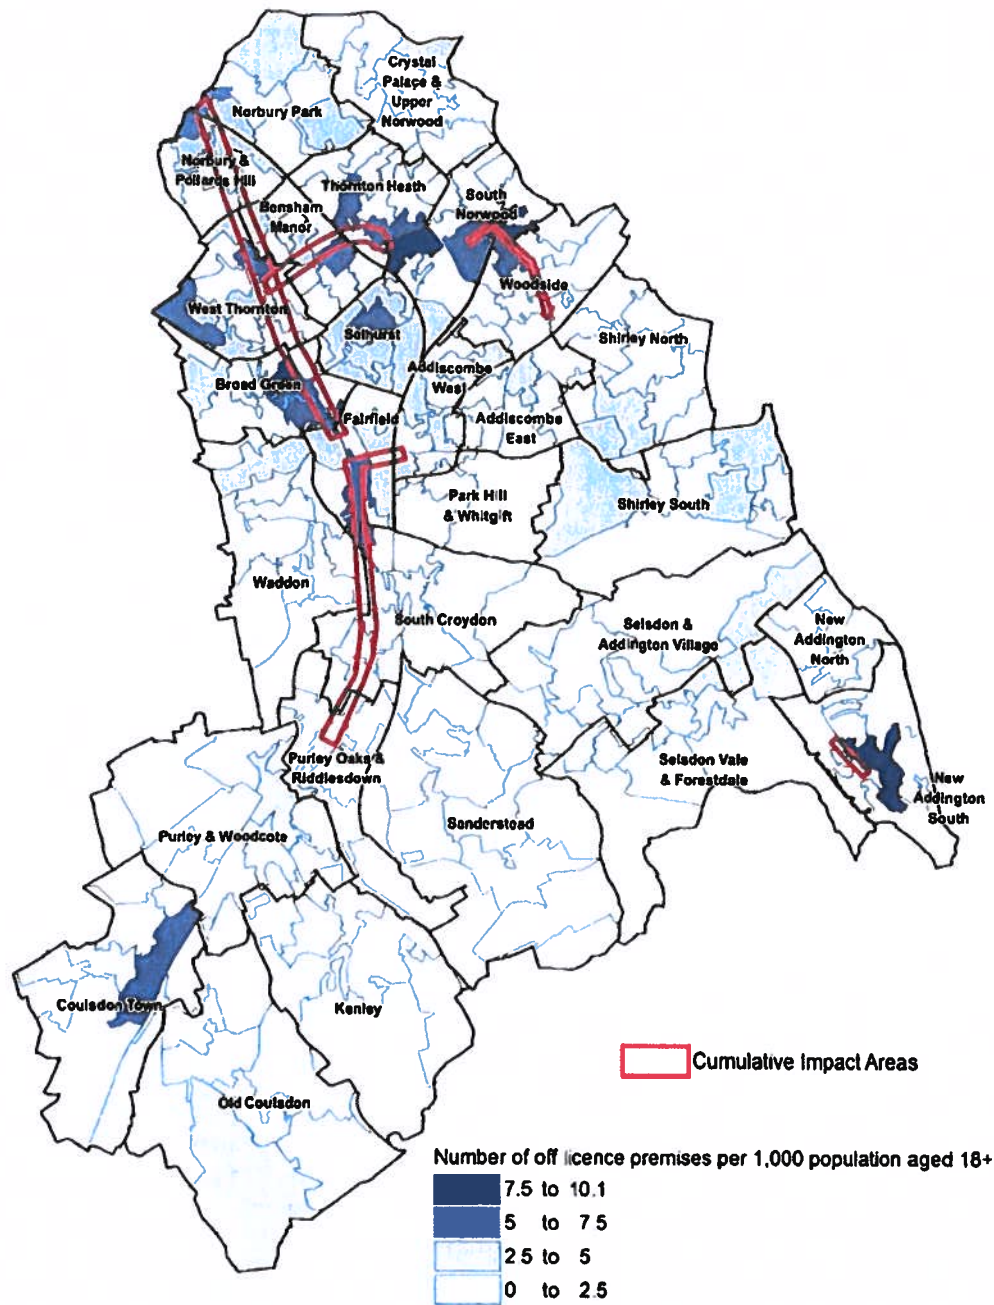 Crystal
Palace &
Upper
Norwood
Norbury Park
Norbury &
Pollards Hill
Thornton Heath
South
Norwood
Bensham
Manor
Woodside
West Thornton
Selhurst
Shirley North
Addiscombe
West
Broad Green
Fairfield
Addiscombe
East
Park Hill
& Whitgift
Shirley South
Waddon
South Croydon
Selsdon &
Addington Village
New
Addington
North
Purley Oaks &
Riddlesdown
Selsdon Vale
& Forestdale
New
Addington
South
Sanderstead
Purley & Woodcote
Coulsdon Town
Kenley
Old Coulsdon
Cumulative Impact Areas
Number of off licence premises per 1,000 population aged 18+
7.5 to 10.1
5 to 7 5
2 5 to 5
0 to 2.5